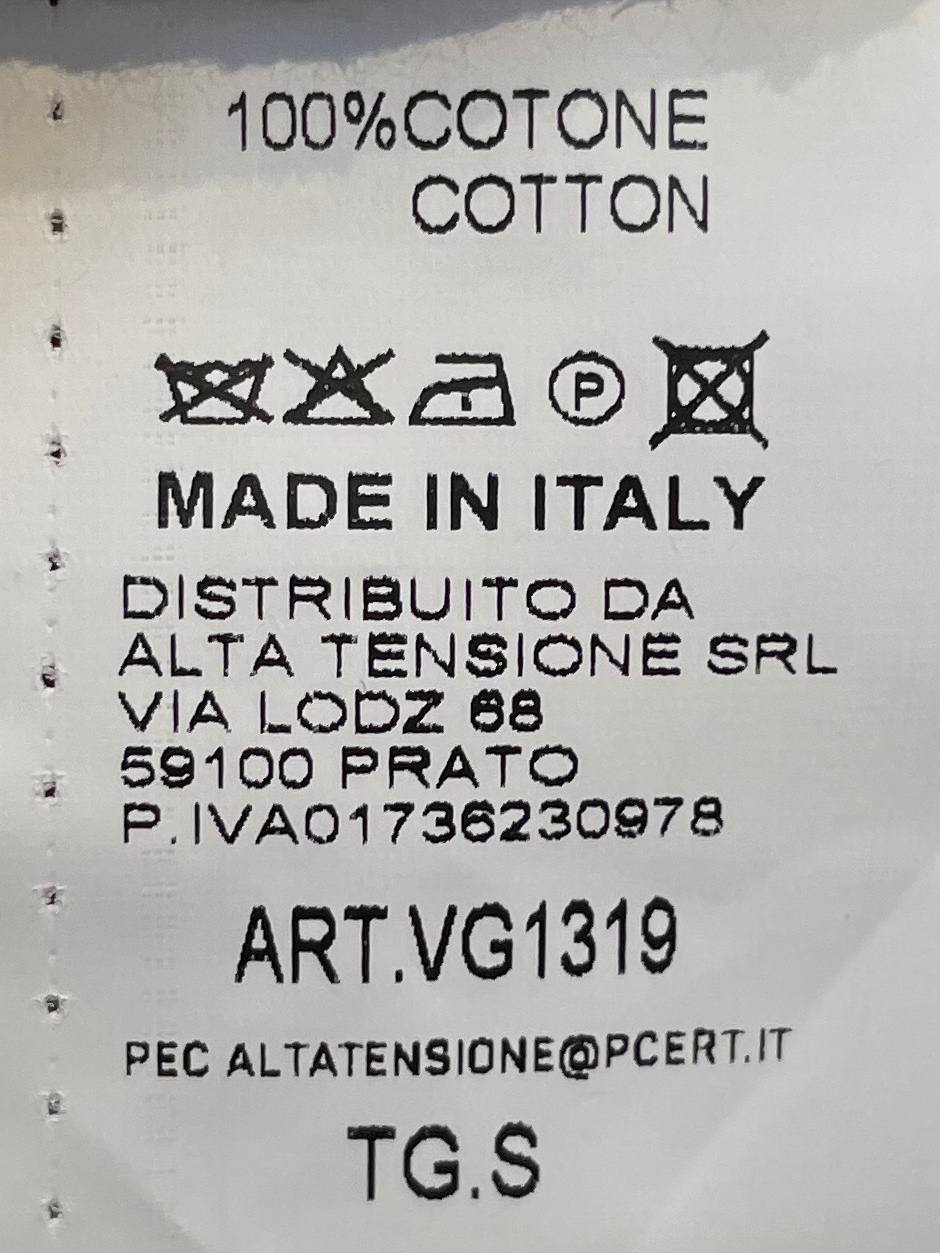 100%COTONE
COTTON
P
MADE IN ITALY
DISTRIBUITO DA
ALTA TENSIONE SRL
VIA LODZ 68
59100 PRATO
P.IVA01736230978
ART.VG1319
PEC ALTATENSIONE@PCERT.IT
TG.S